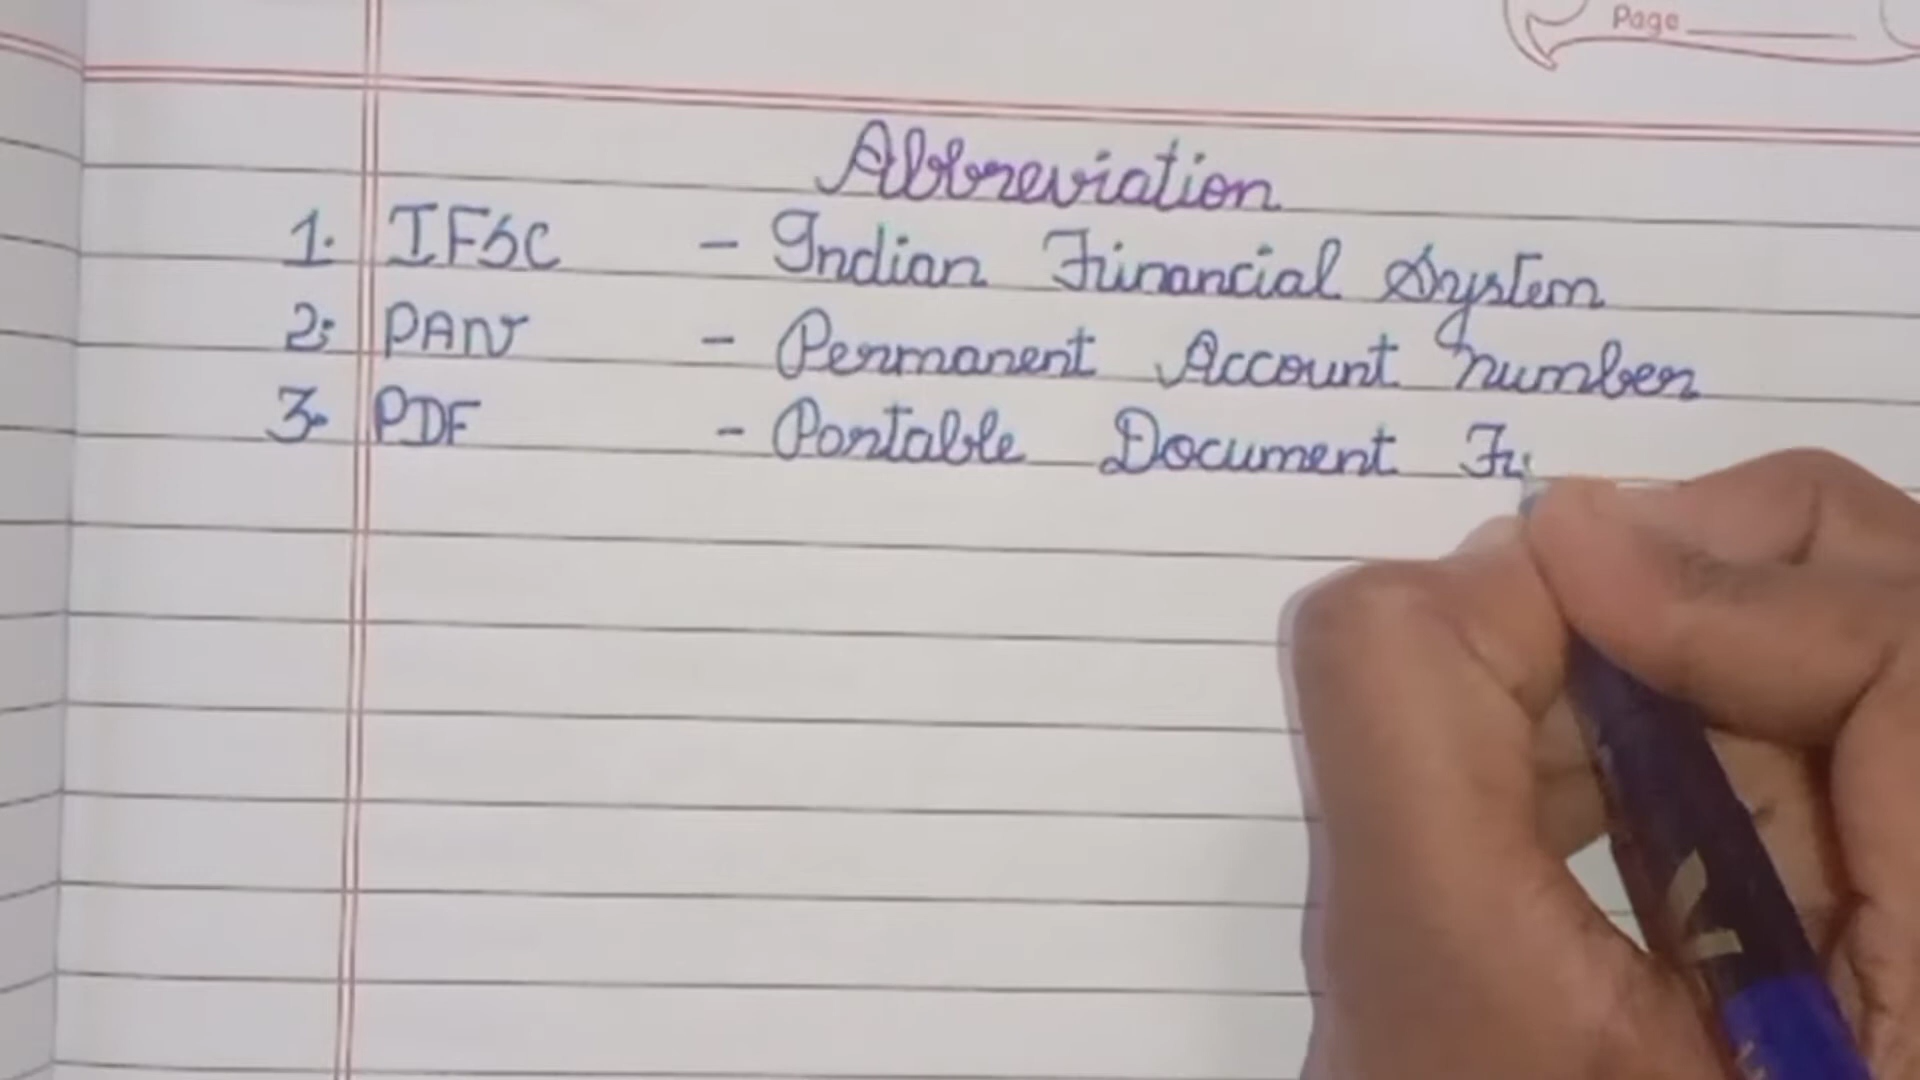 Page
Abbreviation
1. IFSC - Indian Financial System
2. PAN - Permanent Account Number
3. PDF - Portable Document